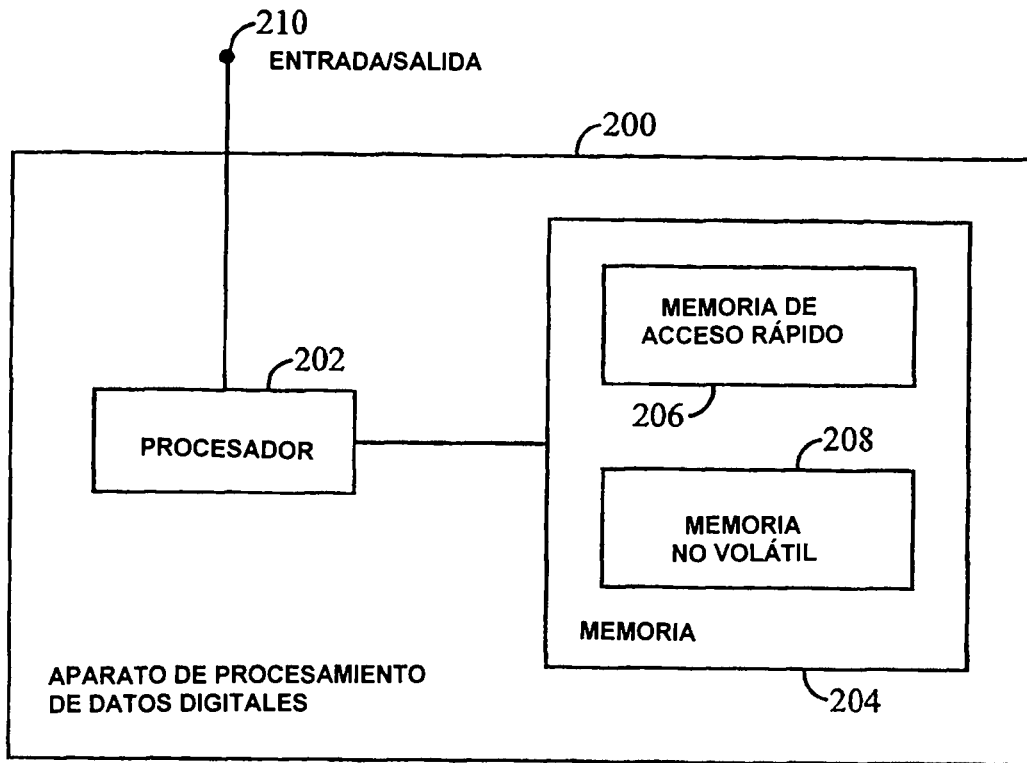 210
ENTRADA/SALIDA
200
MEMORIA DE
ACCESO RÁPIDO
206
202
PROCESADOR
208
MEMORIA
NO VOLÁTIL
MEMORIA
204
APARATO DE PROCESAMIENTO
DE DATOS DIGITALES